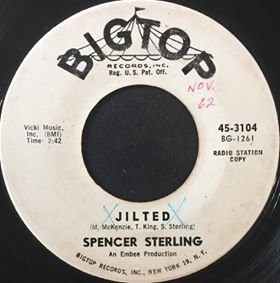 BIGTOP
RECORDS, INC.
Reg. U. S. Pat. Off.
NOV.
62
45-3104
BG-1261
RADIO STATION
COPY
Vicki Music,
Inc. (BMI)
Time: 2:42
X JILTED X
(M. McKenzie, T. King, S. Sterling)
SPENCER STERLING
An Embee Production
BIGTOP RECORDS, INC., NEW YORK 19, N. Y.